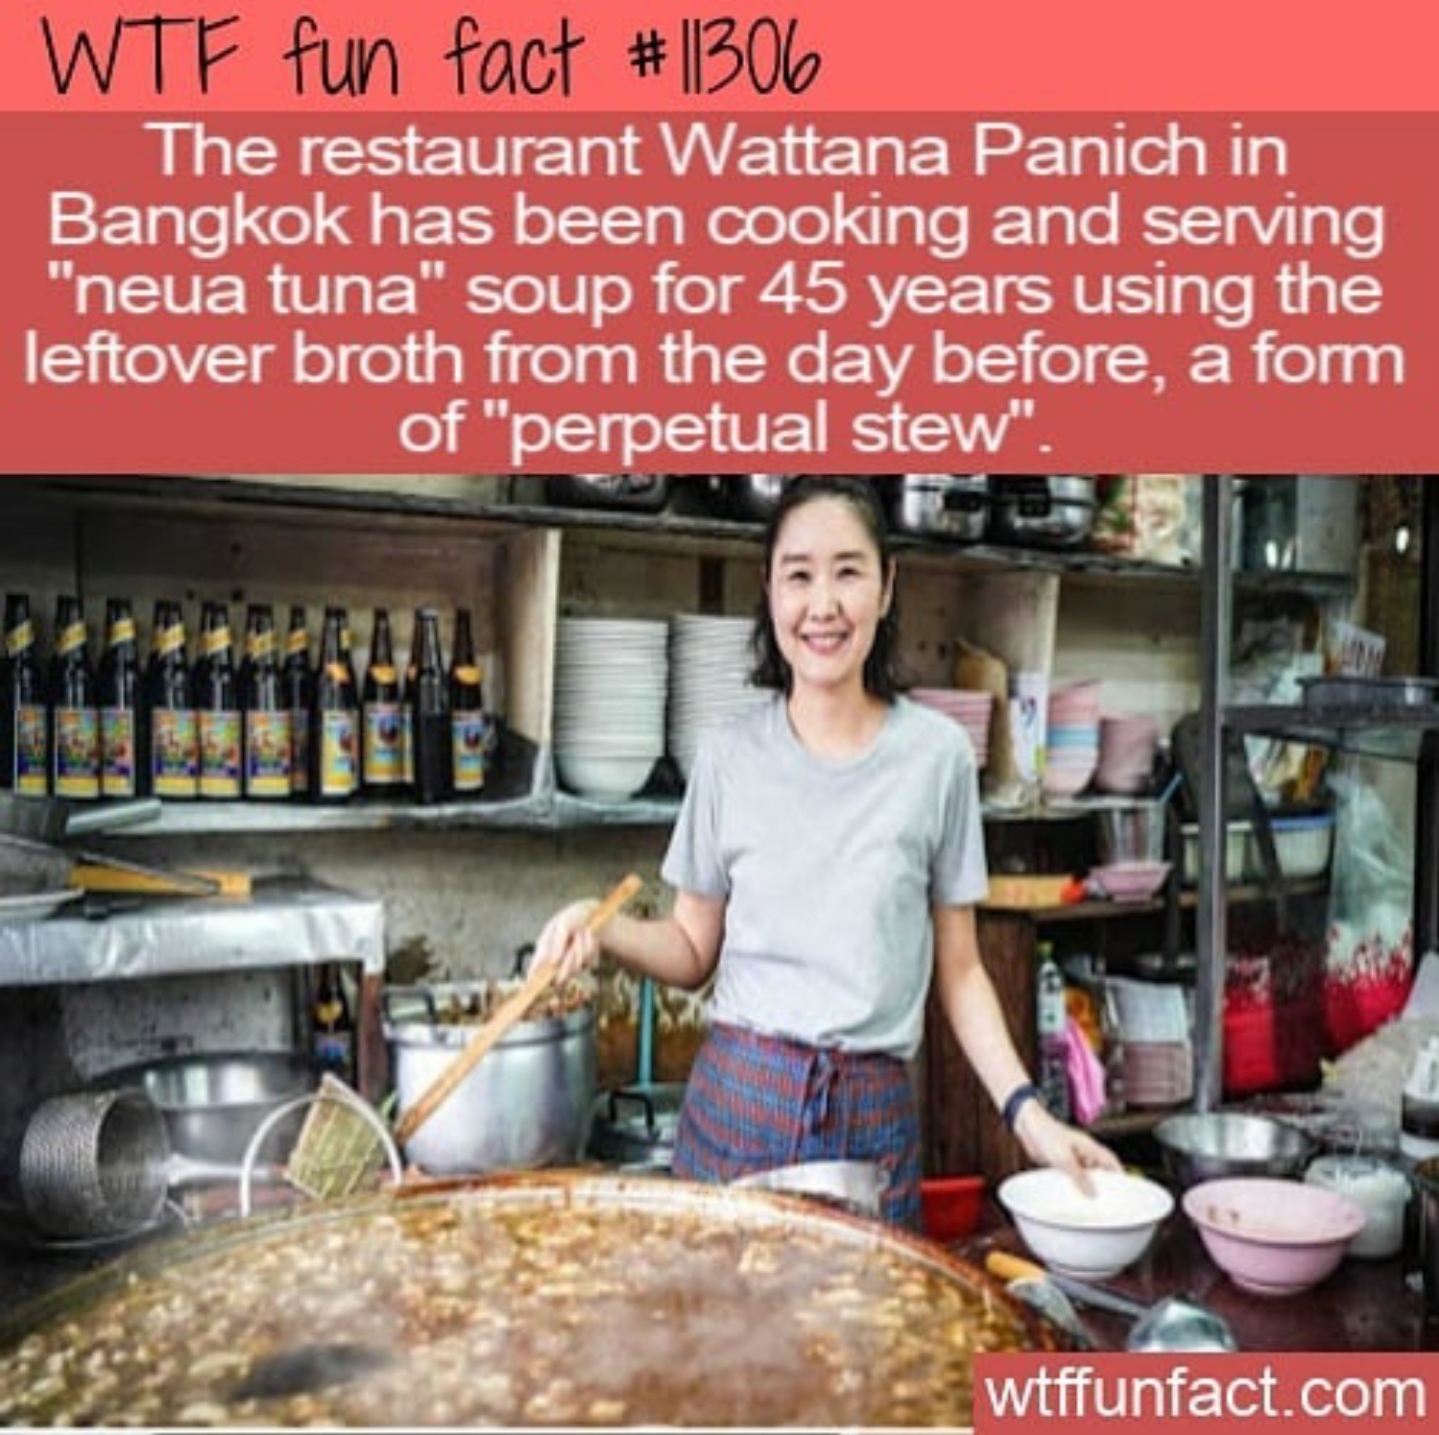 WTF fun fact #11306
The restaurant Wattana Panich in
Bangkok has been cooking and serving
"neua tuna" soup for 45 years using the
leftover broth from the day before, a form
of "perpetual stew".
wtffunfact.com